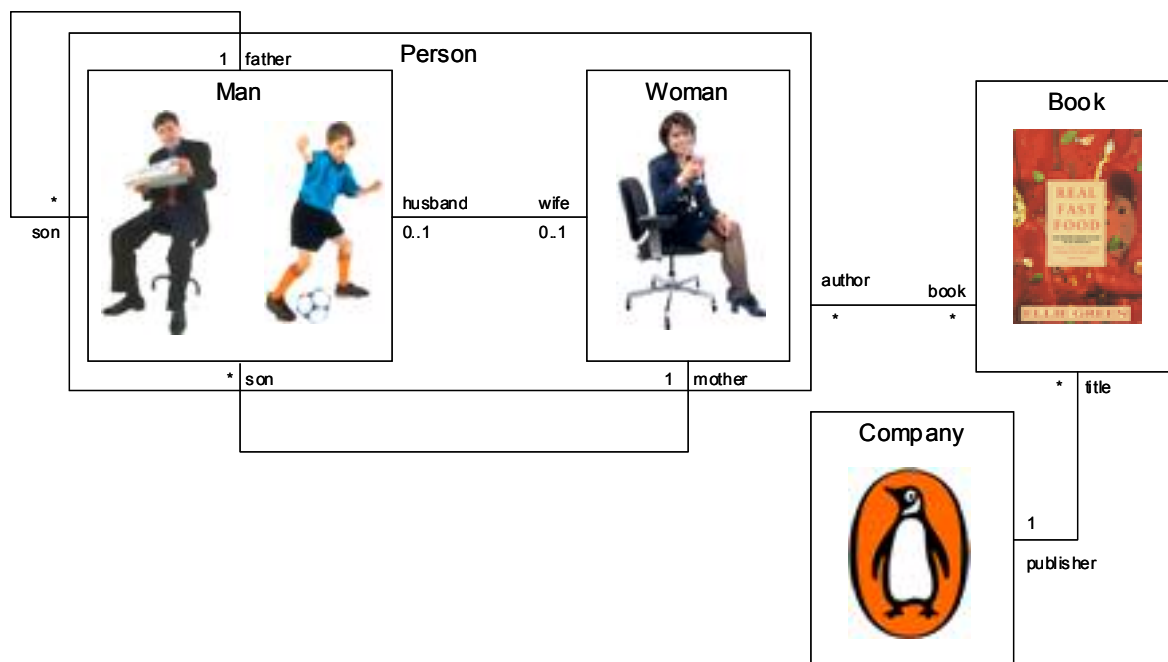 1 father
Person
Man
Woman
Book
REAL
FAST
FOOD
* 
son
husband
wife
0..1
0..1
author
book
*
*
* son
1 mother
* title
Company
1
publisher